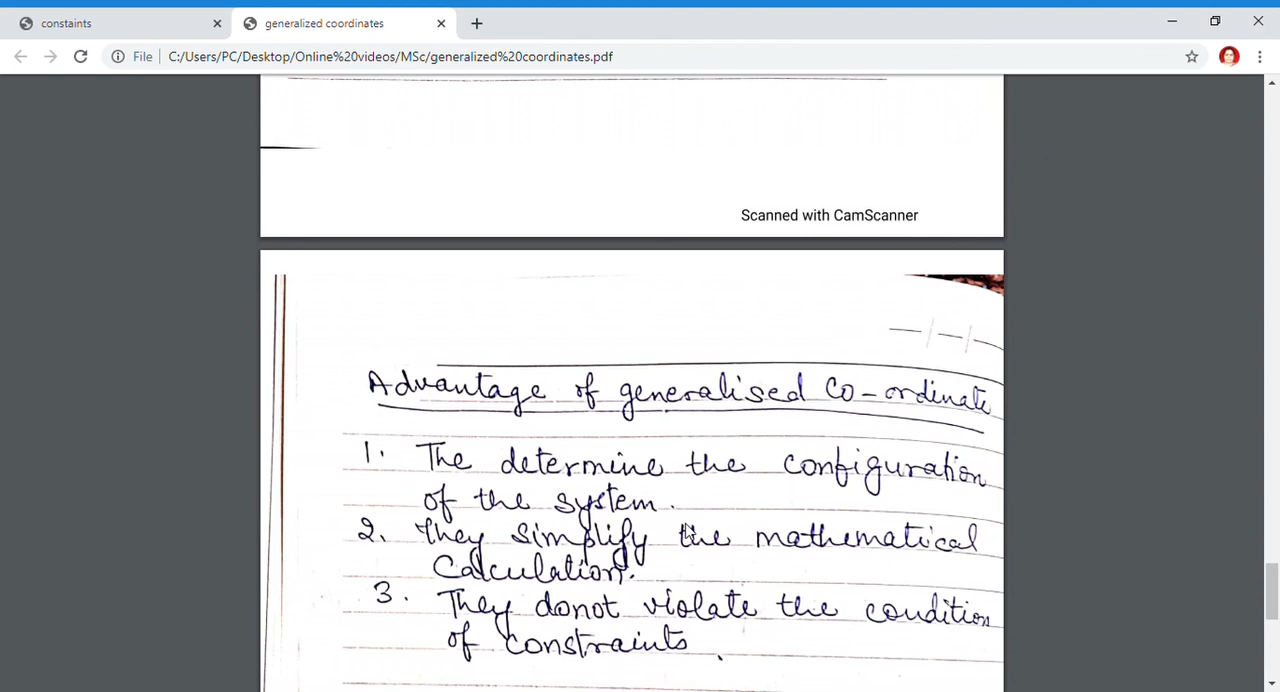 constaints
generalized coordinates
File
C:/Users/PC/Desktop/Online%20videos/MSc/generalized%20coordinates.pdf
Scanned with CamScanner
Advantage of generalised Co-ordinate
1. The determine the configuration
of the system.
2. They simplify the mathematical
Calculation.
3. They donot violate the condition
of constraints.